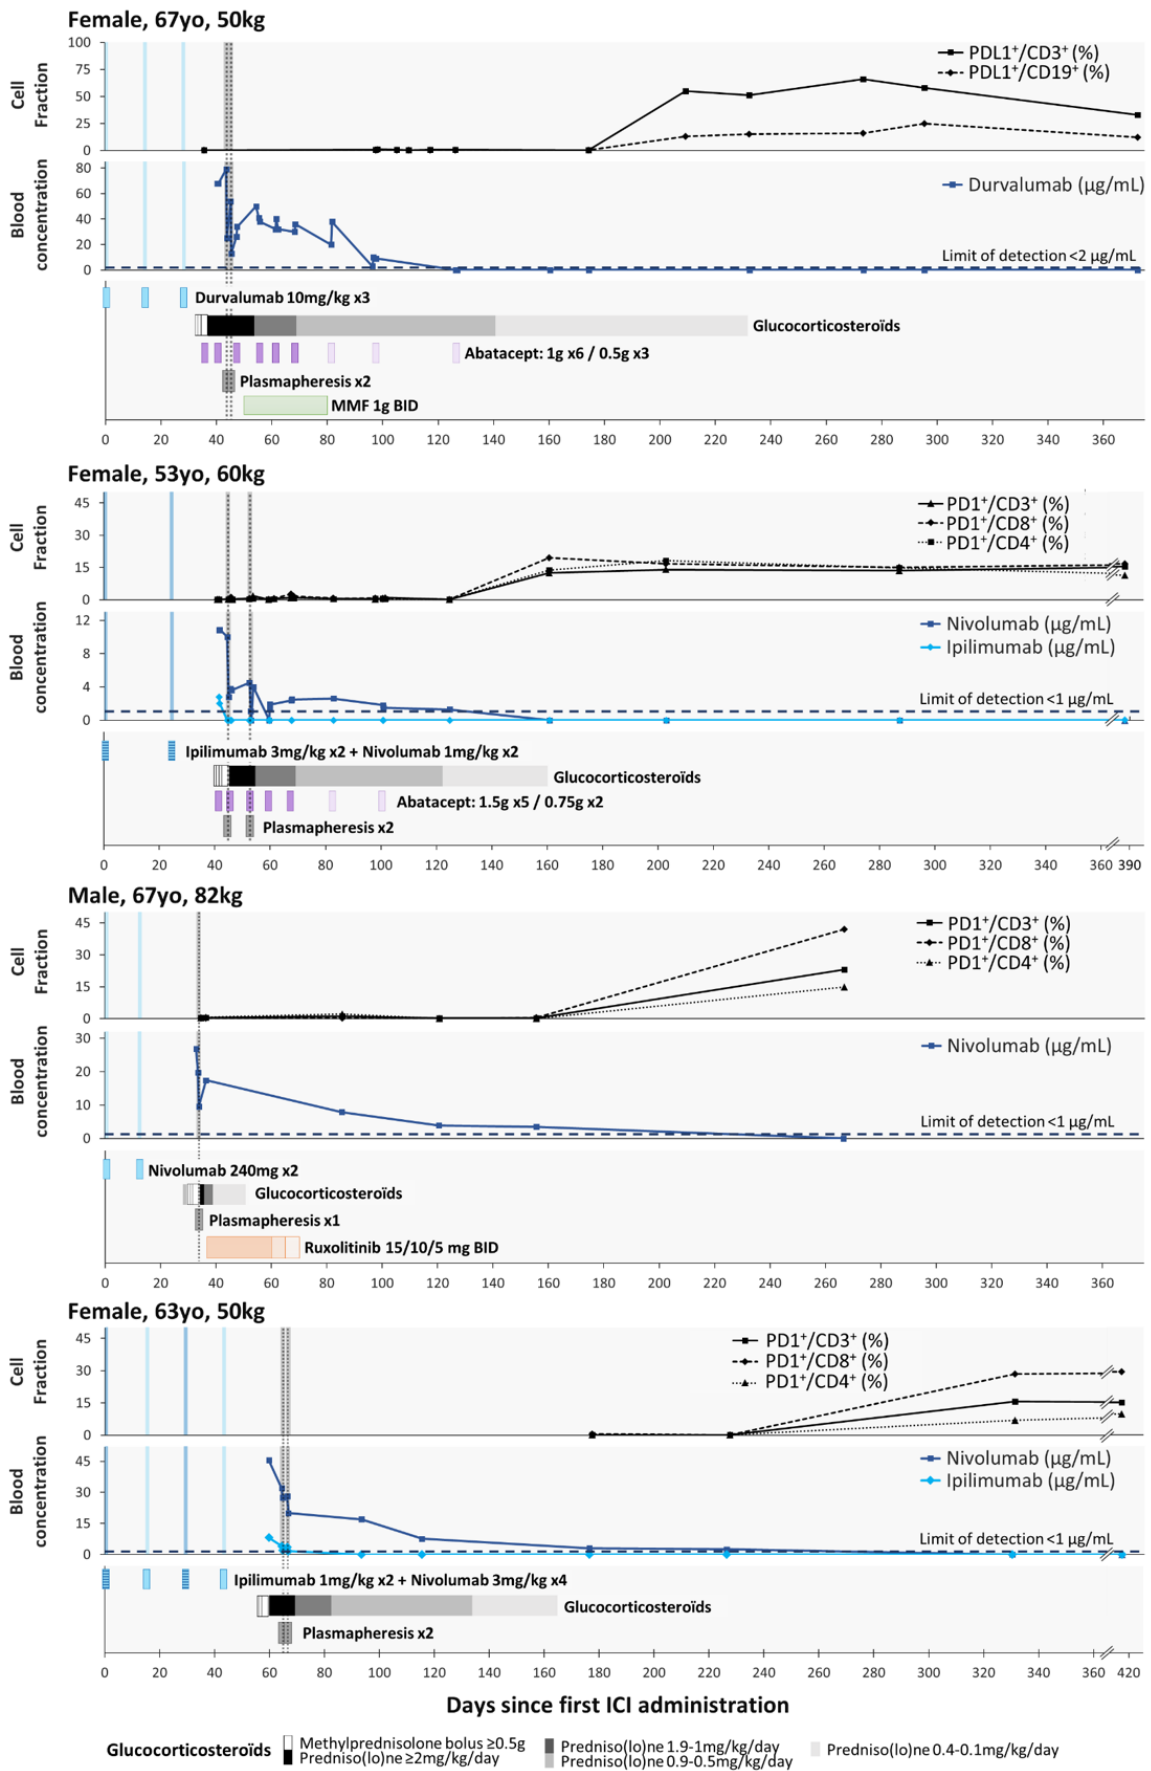 Female, 67yo, 50kg
Cell Fraction
100
75
50
25
0
PDL1⁺/CD3⁺ (%)
PDL1⁺/CD19⁺ (%)
Blood concentration
80
60
40
20
0
Durvalumab (µg/mL)
Limit of detection <2 µg/mL
Durvalumab 10mg/kg x3
Glucocorticosteroïds
Abatacept: 1g x6 / 0.5g x3
Plasmapheresis x2
MMF 1g BID
0 20 40 60 80 100 120 140 160 180 200 220 240 260 280 300 320 340 360
Female, 53yo, 60kg
Cell Fraction
45
30
15
0
PD1⁺/CD3⁺ (%)
PD1⁺/CD8⁺ (%)
PD1⁺/CD4⁺ (%)
Blood concentration
12
8
4
0
Nivolumab (µg/mL)
Ipilimumab (µg/mL)
Limit of detection <1 µg/mL
Ipilimumab 3mg/kg x2 + Nivolumab 1mg/kg x2
Glucocorticosteroïds
Abatacept: 1.5g x5 / 0.75g x2
Plasmapheresis x2
0 20 40 60 80 100 120 140 160 180 200 220 240 260 280 300 320 340 360 390
Male, 67yo, 82kg
Cell Fraction
45
30
15
0
PD1⁺/CD3⁺ (%)
PD1⁺/CD8⁺ (%)
PD1⁺/CD4⁺ (%)
Blood concentration
30
20
10
0
Nivolumab (µg/mL)
Limit of detection <1 µg/mL
Nivolumab 240mg x2
Glucocorticosteroïds
Plasmapheresis x1
Ruxolitinib 15/10/5 mg BID
0 20 40 60 80 100 120 140 160 180 200 220 240 260 280 300 320 340 360
Female, 63yo, 50kg
Cell Fraction
45
30
15
0
PD1⁺/CD3⁺ (%)
PD1⁺/CD8⁺ (%)
PD1⁺/CD4⁺ (%)
Blood concentration
45
30
15
0
Nivolumab (µg/mL)
Ipilimumab (µg/mL)
Limit of detection <1 µg/mL
Ipilimumab 1mg/kg x2 + Nivolumab 3mg/kg x4
Glucocorticosteroïds
Plasmapheresis x2
0 20 40 60 80 100 120 140 160 180 200 220 240 260 280 300 320 340 360 420
Days since first ICI administration
Glucocorticosteroïds
Methylprednisolone bolus ≥0.5g
Predniso(lo)ne ≥2mg/kg/day
Predniso(lo)ne 1.9-1mg/kg/day
Predniso(lo)ne 0.9-0.5mg/kg/day
Predniso(lo)ne 0.4-0.1mg/kg/day